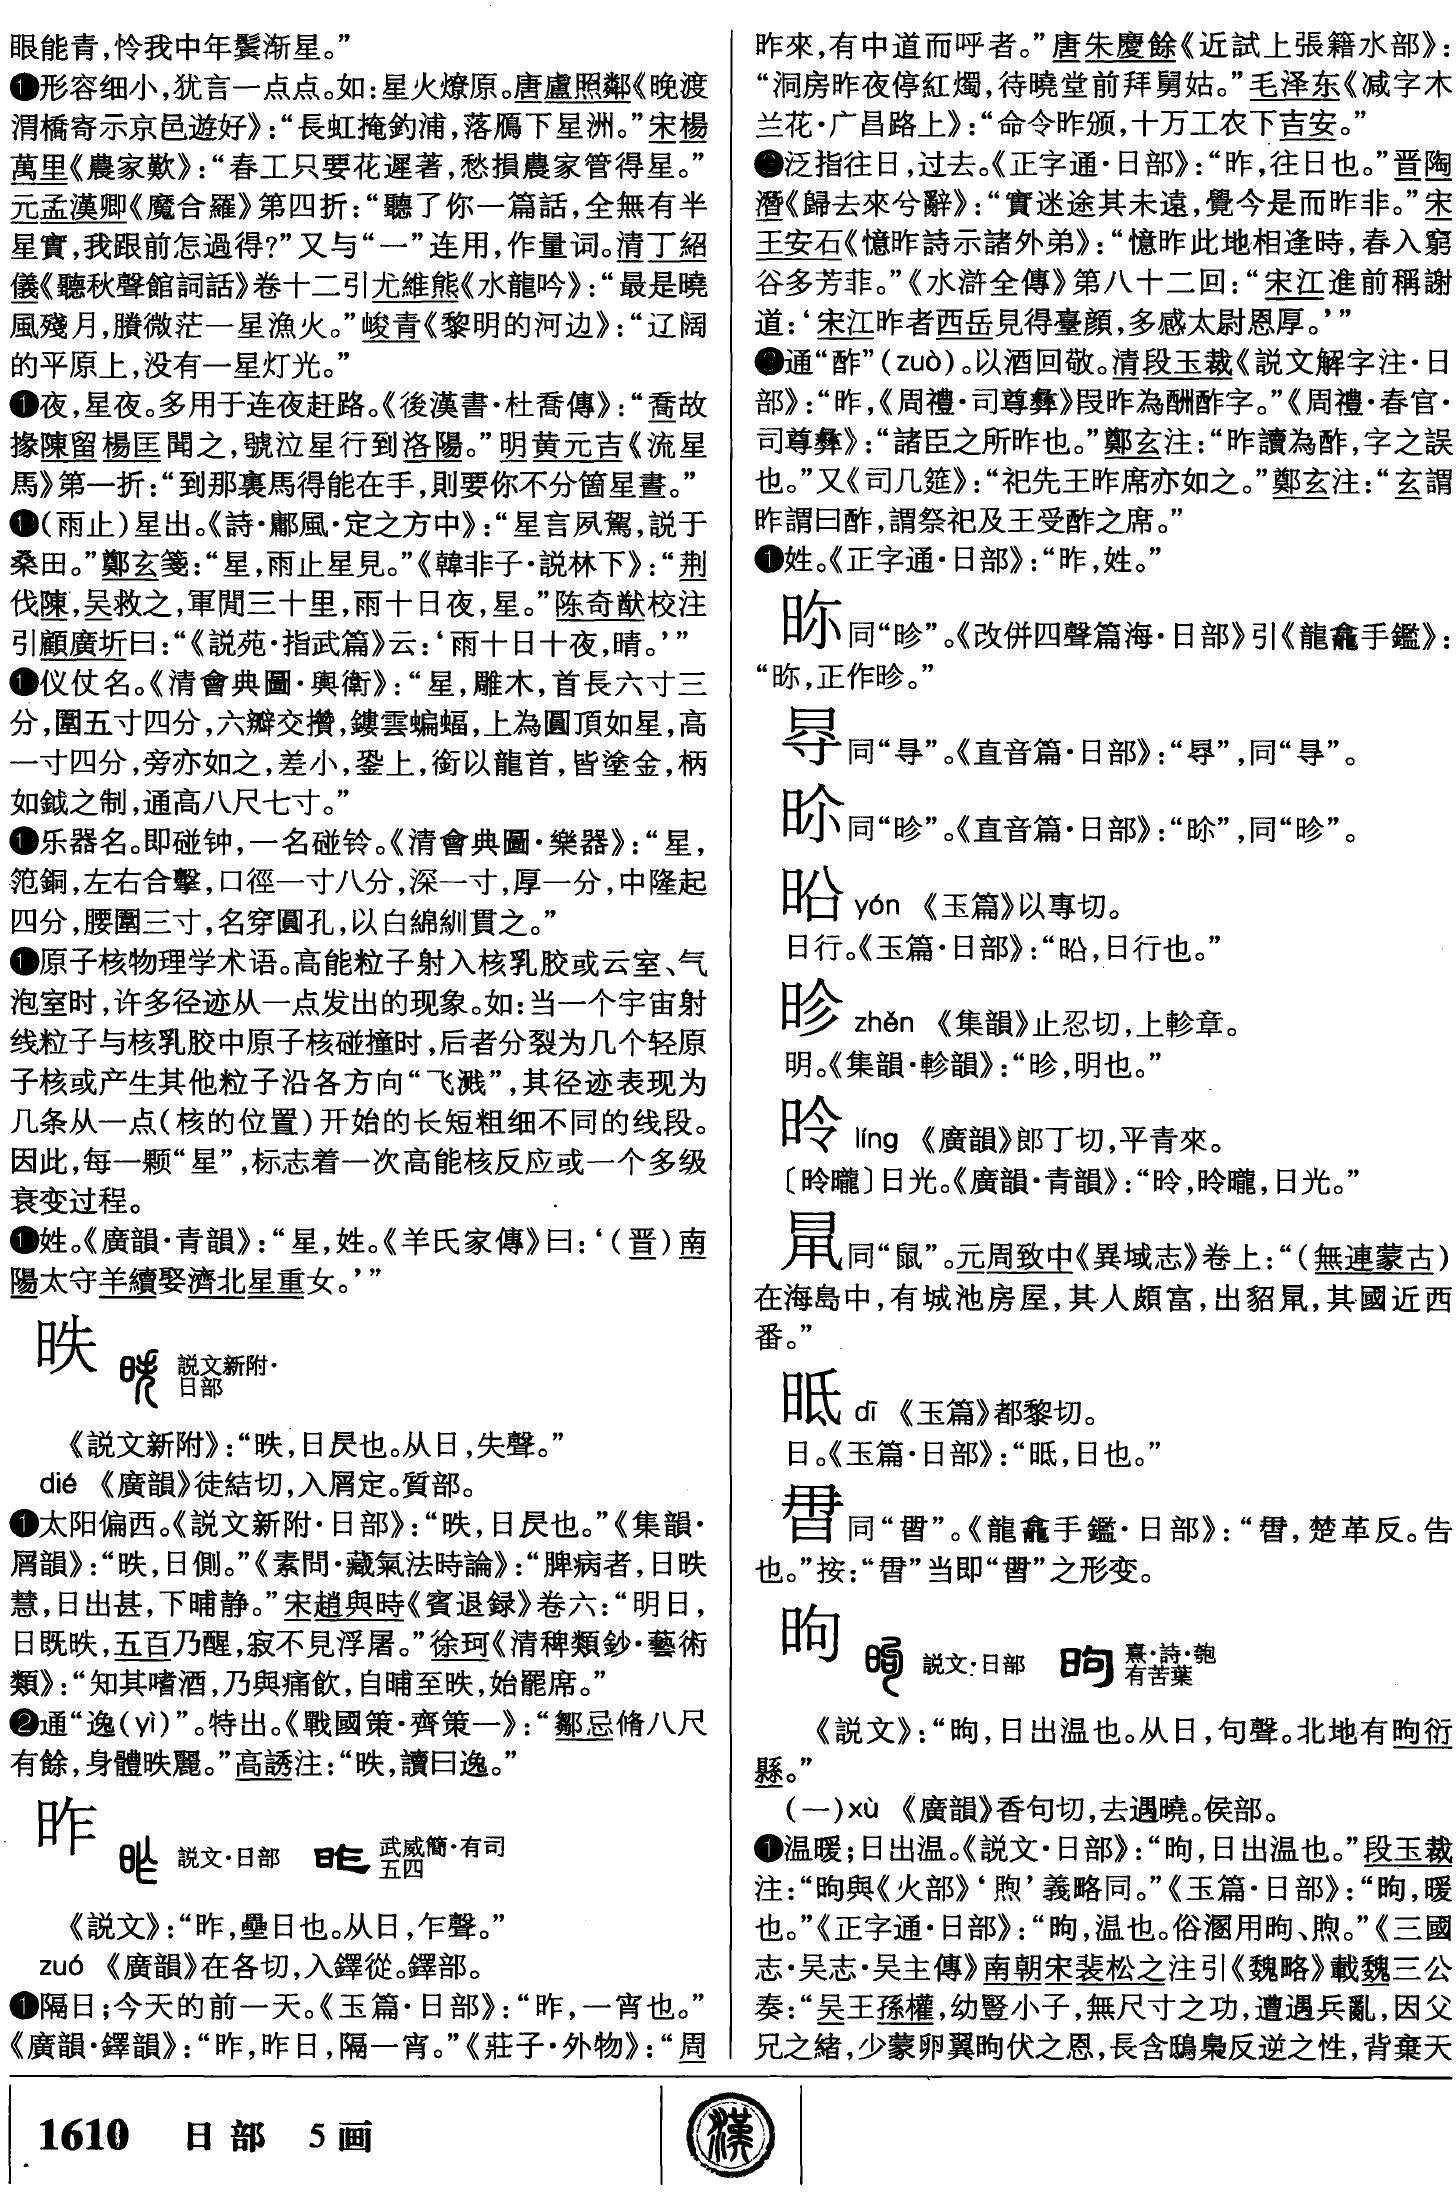 眼能青，怜我中年鬓渐星。”
❶形容细小，犹言一点点。如：星火燎原。唐盧照鄰《晚渡
渭橋寄示京邑遊好》：“長虹掩釣浦，落鴈下星洲。”宋楊
萬里《農家歎》：“春工只要花遲著，愁損農家管得星。”
元孟漢卿《魔合羅》第四折：“聽了你一篇話，全無有半
星實，我跟前怎過得？”又与“一”连用，作量词。清丁紹
儀《聽秋聲館詞話》卷十二引尤維熊《水龍吟》：“最是曉
風殘月，賸微茫一星漁火。”峻青《黎明的河边》：“辽阔
的平原上，没有一星灯光。”
❶夜，星夜。多用于连夜赶路。《後漢書·杜喬傳》：“喬故
掾陳留楊匡聞之，號泣星行到洛陽。”明黄元吉《流星
馬》第一折：“到那裏馬得能在手，則要你不分箇星晝。”
❶（雨止）星出。《詩·鄘風·定之方中》：“星言夙駕，説于
桑田。”鄭玄箋：“星，雨止星見。”《韓非子·説林下》：“荆
伐陳，吴救之，軍閒三十里，雨十日夜，星。”陈奇猷校注
引顧廣圻曰：“《説苑·指武篇》云：‘雨十日十夜，晴。’”
❶仪仗名。《清會典圖·輿衛》：“星，雕木，首長六寸三
分，圍五寸四分，六瓣交攢，鏤雲蝙蝠，上為圓頂如星，高
一寸四分，旁亦如之，差小，銎上，銜以龍首，皆塗金，柄
如鉞之制，通高八尺七寸。”
❶乐器名。即碰钟，一名碰铃。《清會典圖·樂器》：“星，
笵銅，左右合擊，口徑一寸八分，深一寸，厚一分，中隆起
四分，腰圍三寸，各穿圓孔，以白綿紃貫之。”
❶原子核物理学术语。高能粒子射入核乳胶或云室、气
泡室时，许多径迹从一点发出的现象。如：当一个宇宙射
线粒子与核乳胶中原子核碰撞时，后者分裂为几个轻原
子核或产生其他粒子沿各方向“飞溅”，其径迹表现为
几条从一点（核的位置）开始的长短粗细不同的线段。
因此，每一颗“星”，标志着一次高能核反应或一个多级
衰变过程。
❶姓。《廣韻·青韻》：“星，姓。《羊氏家傳》曰：‘（晋）南
陽太守羊續娶濟北星重女。’”
昳 説文新附·
日部
《説文新附》：“昳，日昃也。从日，失聲。”
dié 《廣韻》徒結切，入屑定。質部。
❶太阳偏西。《説文新附·日部》：“昳，日昃也。”《集韻·
屑韻》：“昳，日側。”《素問·藏氣法時論》：“脾病者，日昳
慧，日出甚，下晡静。”宋趙與時《賓退録》卷六：“明日，
日既昳，五百乃醒，寂不見浮屠。”徐珂《清稗類鈔·藝術
類》：“知其嗜酒，乃與痛飲，自晡至昳，始罷席。”
❷通“逸(yì)”。特出。《戰國策·齊策一》：“鄒忌脩八尺
有餘，身體昳麗。”高誘注：“昳，讀曰逸。”
昨 説文·日部 武威簡·有司
五四
《説文》：“昨，壘日也。从日，乍聲。”
zuó 《廣韻》在各切，入鐸從。鐸部。
❶隔日；今天的前一天。《玉篇·日部》：“昨，一宵也。”
《廣韻·鐸韻》：“昨，昨日，隔一宵。”《莊子·外物》：“周
昨來，有中道而呼者。”唐朱慶餘《近試上張籍水部》：
“洞房昨夜停紅燭，待曉堂前拜舅姑。”毛泽东《减字木
兰花·广昌路上》：“命令昨颁，十万工农下吉安。”
❷泛指往日，过去。《正字通·日部》：“昨，往日也。”晋陶
潛《歸去來兮辭》：“實迷途其未遠，覺今是而昨非。”宋
王安石《憶昨詩示諸外弟》：“憶昨此地相逢時，春入窮
谷多芳菲。”《水滸全傳》第八十二回：“宋江進前稱謝
道：‘宋江昨者西岳見得臺顔，多感太尉恩厚。’”
❸通“酢”（zuò）。以酒回敬。清段玉裁《説文解字注·日
部》：“昨，《周禮·司尊彝》叚昨為酬酢字。”《周禮·春官·
司尊彝》：“諸臣之所昨也。”鄭玄注：“昨讀為酢，字之誤
也。”又《司几筵》：“祀先王昨席亦如之。”鄭玄注：“玄謂
昨謂曰酢，謂祭祀及王受酢之席。”
❶姓。《正字通·日部》：“昨，姓。”
同“昣”。《改併四聲篇海·日部》引《龍龕手鑑》：
“，正作昣。”
同“㝵”。《直音篇·日部》：“”，同“㝵”。
同“昣”。《直音篇·日部》：“”，同“昣”。
㫟 yón 《玉篇》以專切。
日行。《玉篇·日部》：“㫟，日行也。”
昣 zhěn 《集韻》止忍切，上軫章。
明。《集韻·軫韻》：“昣，明也。”
昤 líng 《廣韻》郎丁切，平青來。
〔昤曨〕日光。《廣韻·青韻》：“昤，昤曨，日光。”
同“鼠”。元周致中《異域志》卷上：“（無連蒙古）
在海島中，有城池房屋，其人頗富，出貂，其國近西
番。”
眡 dī 《玉篇》都黎切。
日。《玉篇·日部》：“，日也。”
同“”。《龍龕手鑑·日部》：“，楚革反。告
也。”按：“”当即“”之形变。
昫 説文·日部 熹·詩·匏
有苦葉
《説文》：“昫，日出温也。从日，句聲。北地有昫衍
縣。”
（一）xù 《廣韻》香句切，去遇曉。侯部。
❶温暖；日出温。《説文·日部》：“昫，日出温也。”段玉裁
注：“昫與《火部》‘煦’義略同。”《玉篇·日部》：“昫，暖
也。”《正字通·日部》：“昫，温也。俗溷用昫、煦。”《三國
志·吴志·吴主傳》南朝宋裴松之注引《魏略》載魏三公
奏：“吴王孫權，幼豎小子，無尺寸之功，遭遇兵亂，因父
兄之緒，少蒙卵翼昫伏之恩，長含鴟梟反逆之性，背棄天
1610 日部 5画
漢